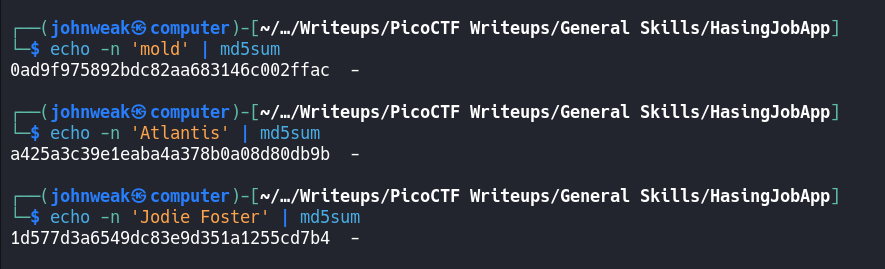 ┌──(johnweak㉿computer)-[~/…/Writeups/PicoCTF Writeups/General Skills/HasingJobApp]
└─$ echo -n 'mold' | md5sum
0ad9f975892bdc82aa683146c002ffac  -
┌──(johnweak㉿computer)-[~/…/Writeups/PicoCTF Writeups/General Skills/HasingJobApp]
└─$ echo -n 'Atlantis' | md5sum
a425a3c39e1eaba4a378b0a08d80db9b  -
┌──(johnweak㉿computer)-[~/…/Writeups/PicoCTF Writeups/General Skills/HasingJobApp]
└─$ echo -n 'Jodie Foster' | md5sum
1d577d3a6549dc83e9d351a1255cd7b4  -